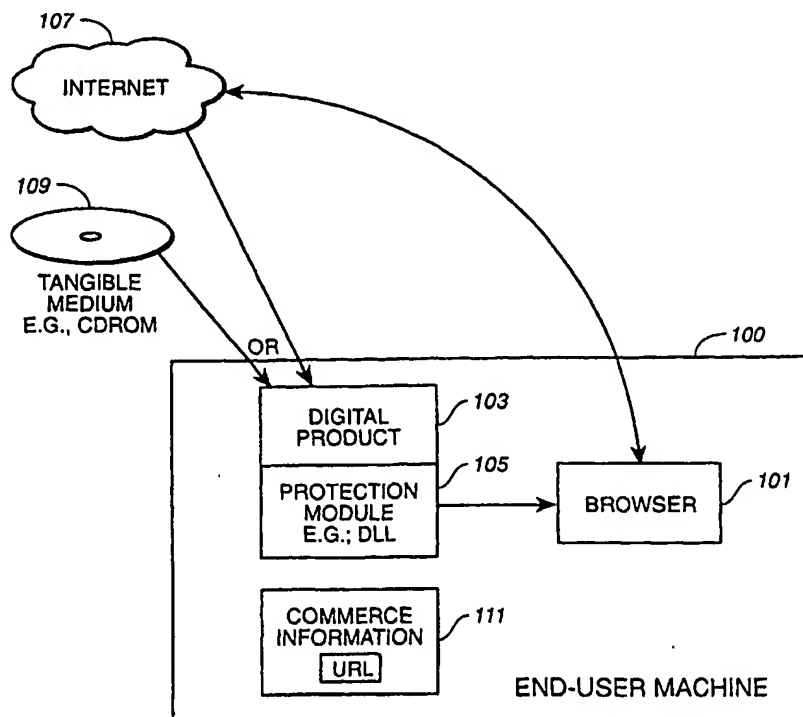 107
INTERNET
109
TANGIBLE
MEDIUM
E.G., CDROM
OR
100
DIGITAL
PRODUCT
103
PROTECTION
MODULE
E.G.; DLL
105
BROWSER
101
COMMERCE
INFORMATION
URL
111
END-USER MACHINE